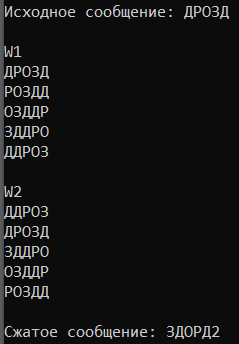 Исходное сообщение: ДРОЗД
W1
ДРОЗД
РОЗДД
ОЗДДР
ЗДДРО
ДДРОЗ
W2
ДДРОЗ
ДРОЗД
ЗДДРО
ОЗДДР
РОЗДД
Сжатое сообщение: ЗДОРД2